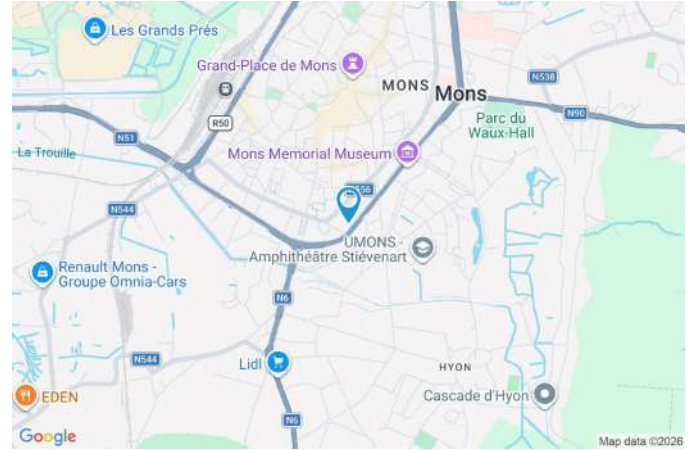 Les Grands Prés
Grand-Place de Mons
MONS
Mons
N538
N90
Parc du
Waux-Hall
R50
N51
La Trouille
Mons Memorial Museum
N544
UMONS -
Amphithéâtre Stiévenart
Renault Mons -
Groupe Omnia-Cars
N6
N544
Lidl
HYON
EDEN
Cascade d'Hyon
N6
Google
Map data ©2026